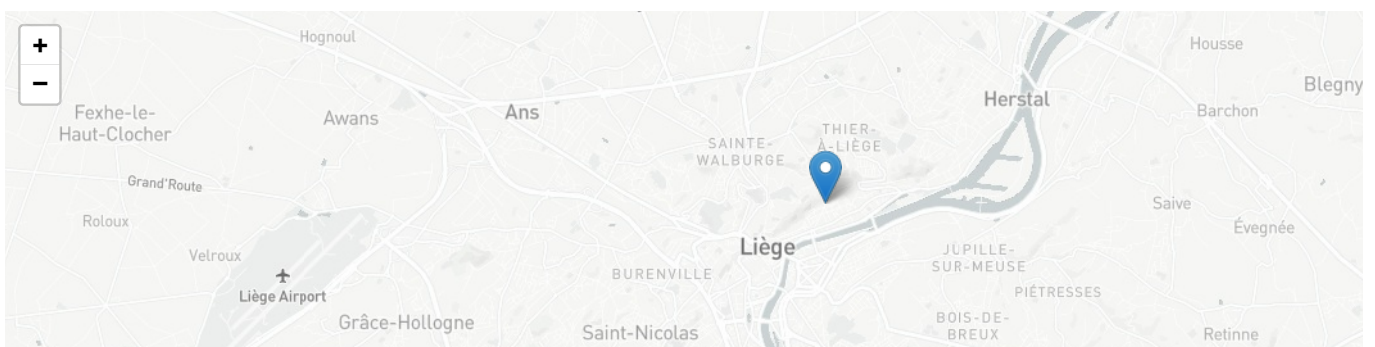 +
−
Hognoul
Housse
Blegny
Fexhe-le-
Haut-Clocher
Awans
Ans
Herstal
Barchon
SAINTE-
WALBURGE
THIER-
À-LIÈGE
Grand'Route
Roloux
Saive
Évegnée
Velroux
Liège
Liège Airport
BURENVILLE
JUPILLE-
SUR-MEUSE
PIÉTRESSES
Grâce-Hollogne
Saint-Nicolas
BOIS-DE-
BREUX
Retinne